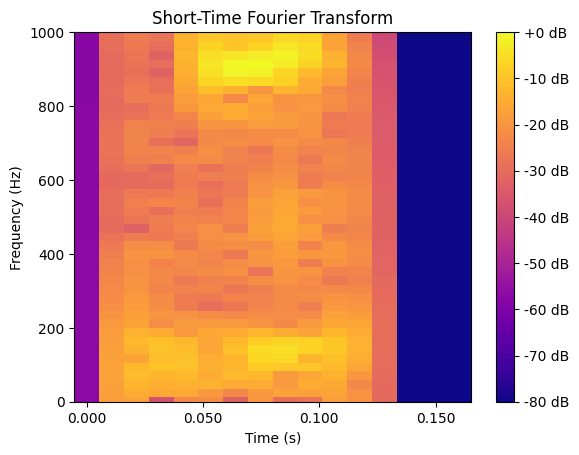 Short-Time Fourier Transform
1000
800
600
400
200
0
Frequency (Hz)
0.000
0.050
0.100
0.150
Time (s)
+0 dB
-10 dB
-20 dB
-30 dB
-40 dB
-50 dB
-60 dB
-70 dB
-80 dB